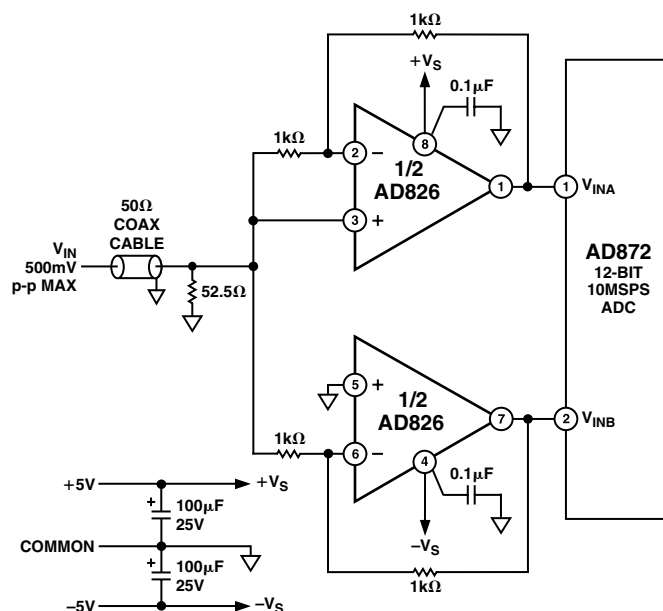 1kΩ
+VS
0.1µF
1kΩ
2
–
8
1/2
AD826
1
1
VINA
3
+
50Ω
COAX
CABLE
VIN
500mV
p-p MAX
52.5Ω
AD872
12-BIT
10MSPS
ADC
5
+
1/2
AD826
7
2
VINB
1kΩ
6
–
4
0.1µF
–VS
1kΩ
+5V
+VS
+
100µF
25V
COMMON
+
100µF
25V
–5V
–VS